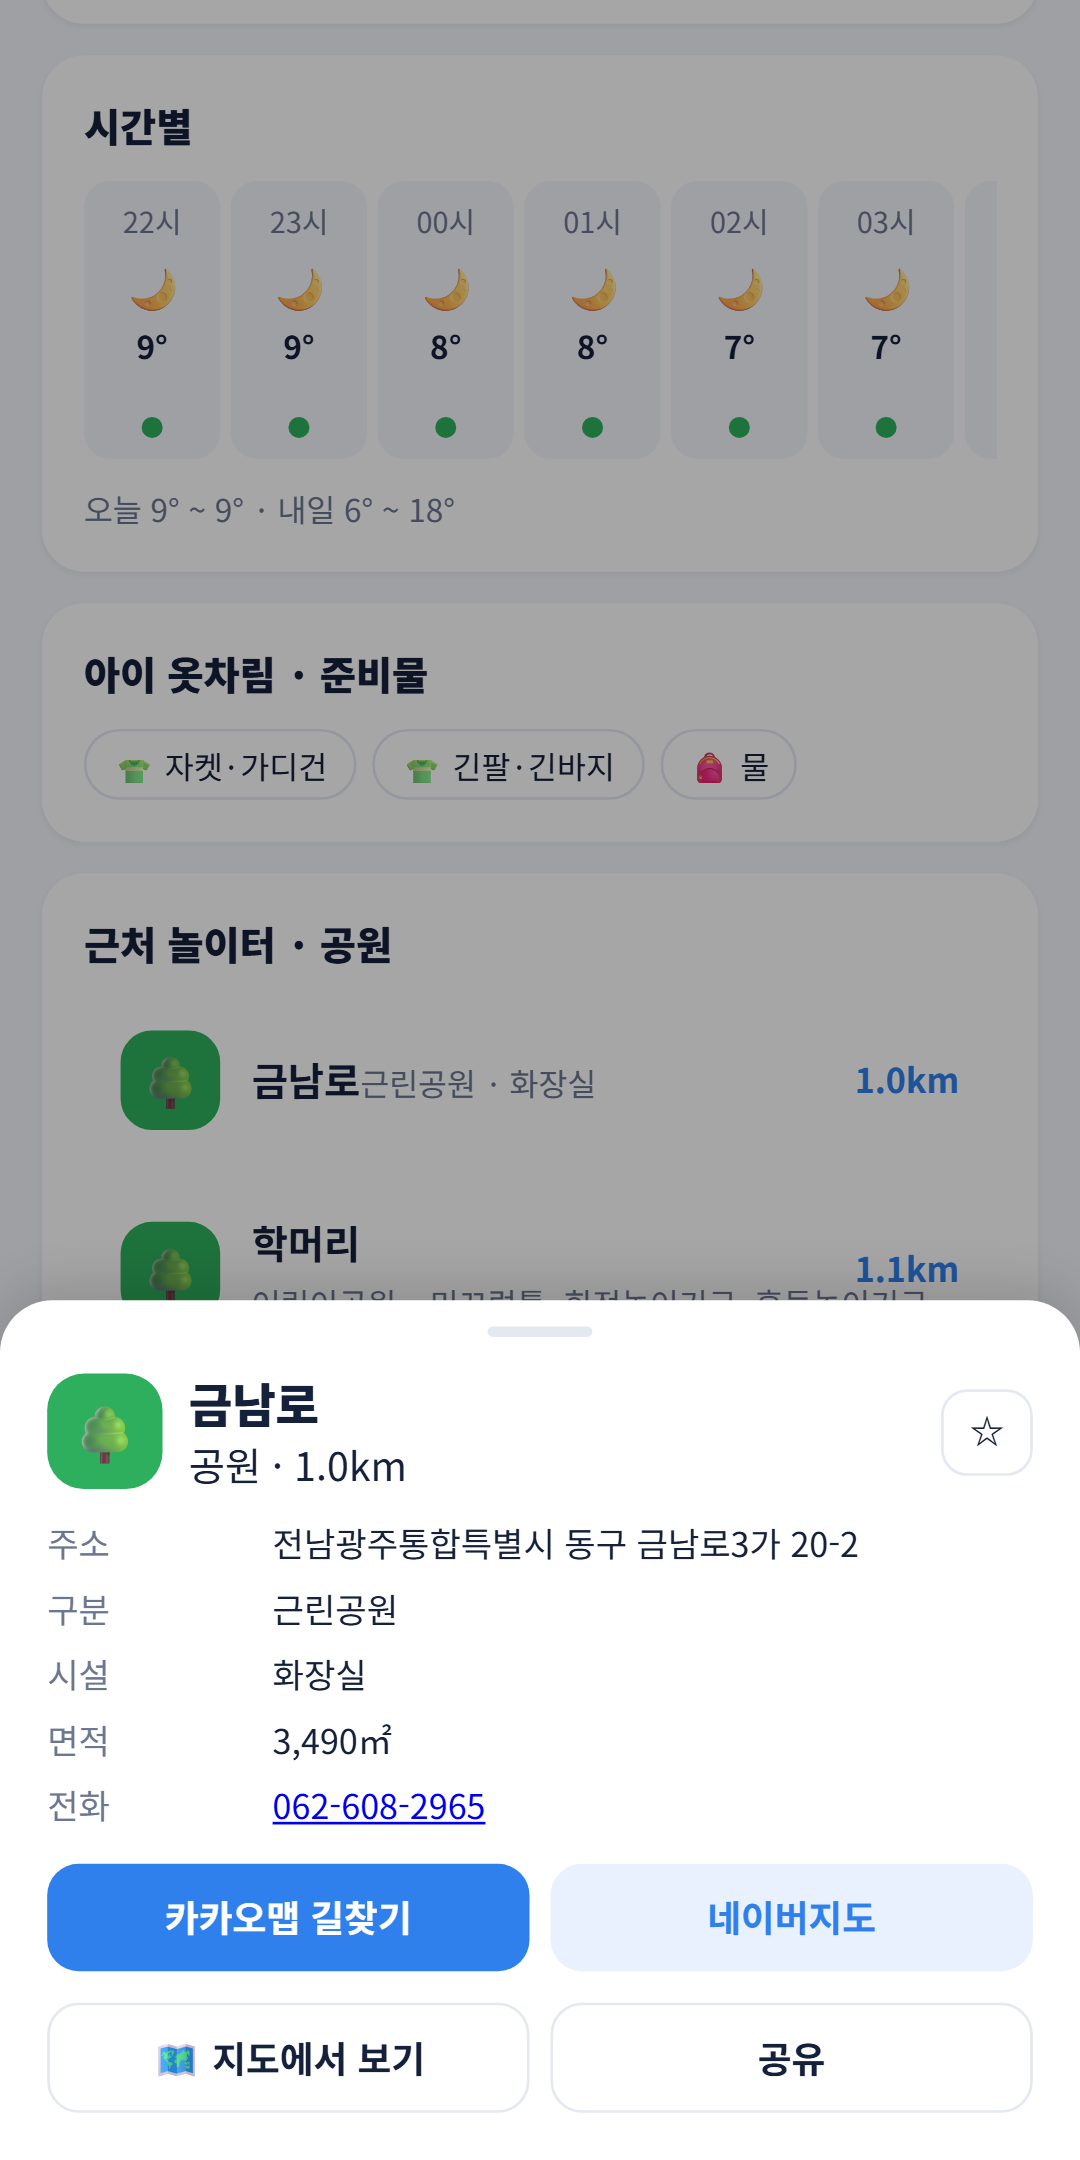 시간별
22시 23시 00시 01시 02시 03시
9° 9° 8° 8° 7° 7°
오늘 9° ~ 9° · 내일 6° ~ 18°
아이 옷차림 · 준비물
자켓·가디건 긴팔·긴바지 물
근처 놀이터 · 공원
금남로근린공원 · 화장실 1.0km
학머리
1.1km
금남로
공원 · 1.0km
☆
주소 전남광주통합특별시 동구 금남로3가 20-2
구분 근린공원
시설 화장실
면적 3,490㎡
전화 062-608-2965
카카오맵 길찾기 네이버지도
지도에서 보기 공유